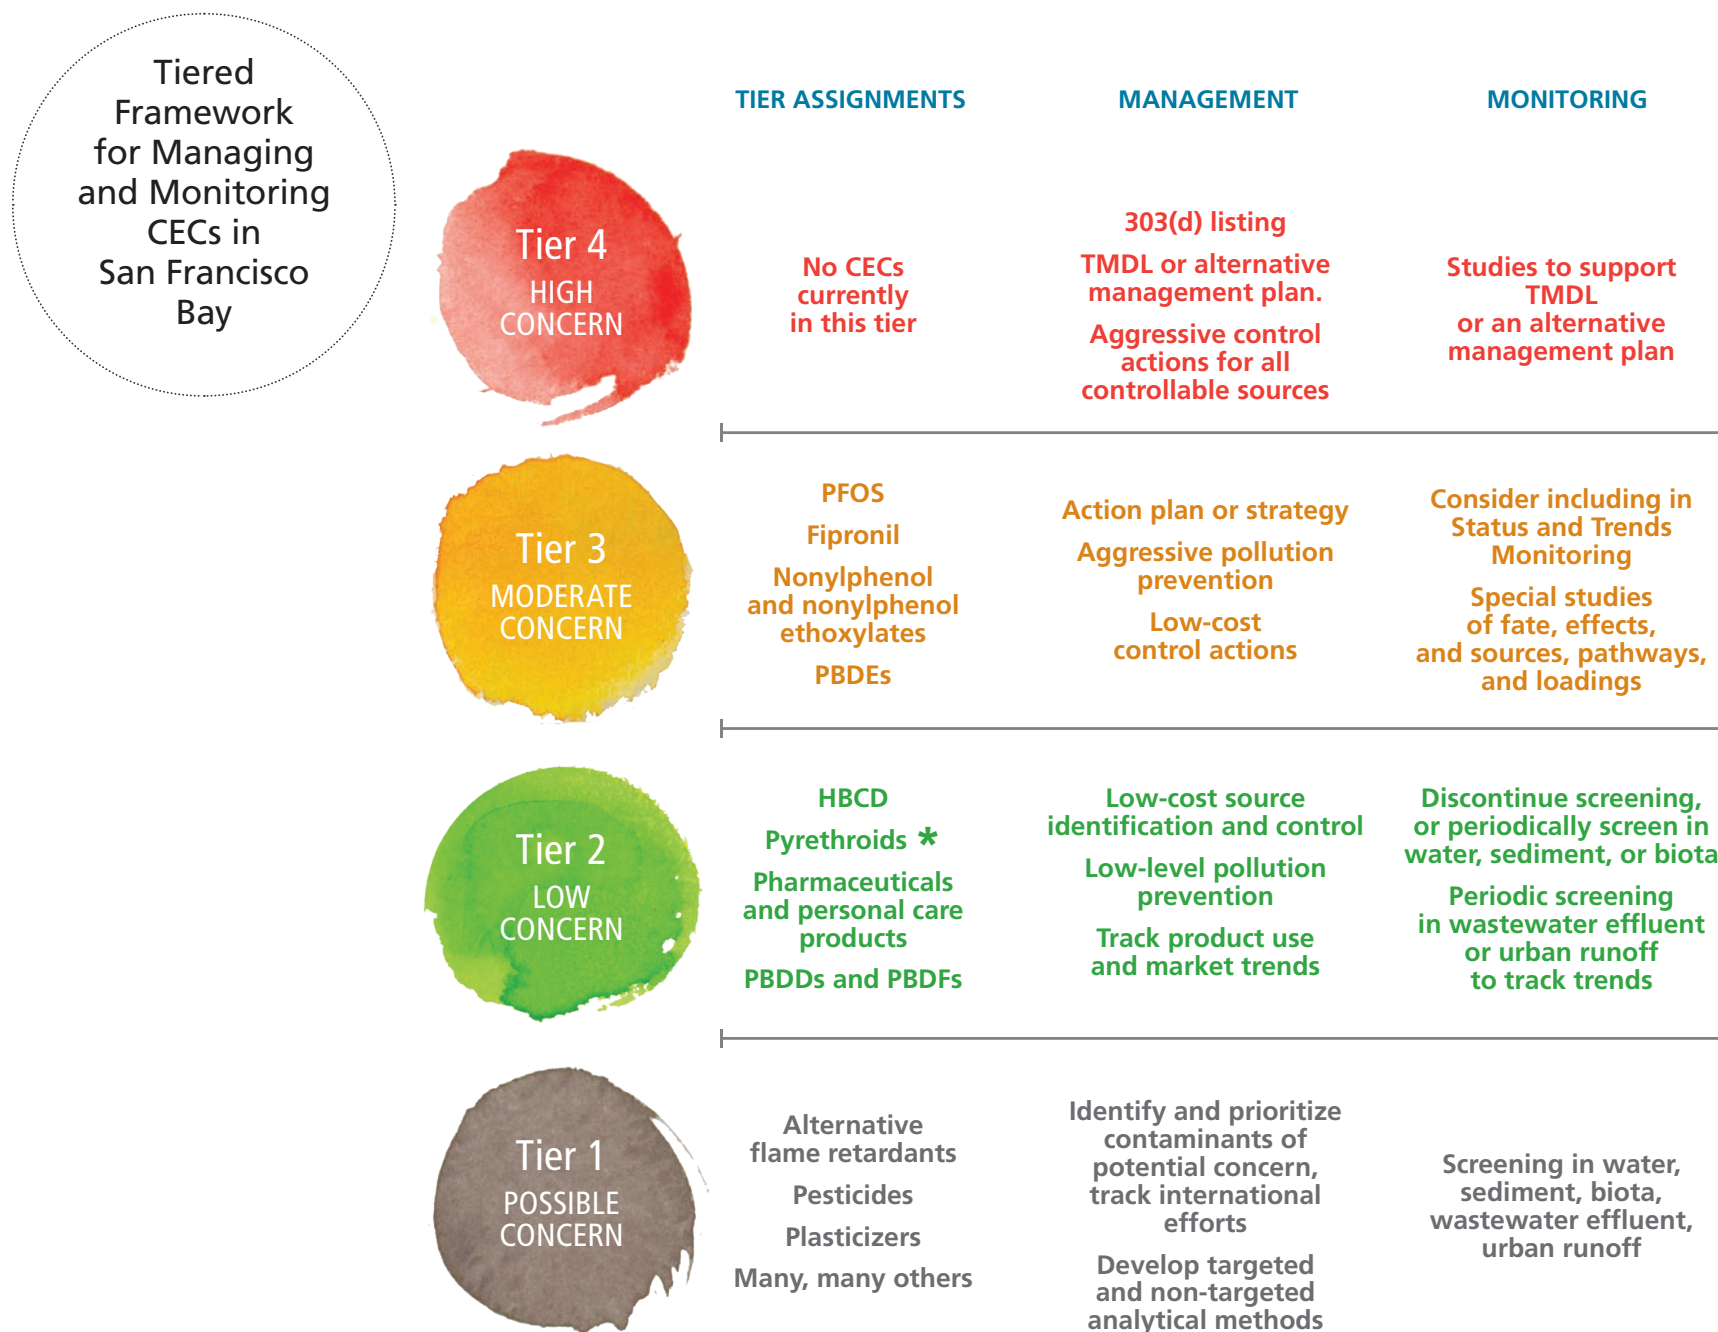 Tiered
Framework
for Managing
and Monitoring
CECs in
San Francisco
Bay
TIER ASSIGNMENTS
MANAGEMENT
MONITORING
Tier 4
HIGH
CONCERN
No CECs
currently
in this tier
303(d) listing
TMDL or alternative
management plan.
Aggressive control
actions for all
controllable sources
Studies to support
TMDL
or an alternative
management plan
Tier 3
MODERATE
CONCERN
PFOS
Fipronil
Nonylphenol
and nonylphenol
ethoxylates
PBDEs
Action plan or strategy
Aggressive pollution
prevention
Low-cost
control actions
Consider including in
Status and Trends
Monitoring
Special studies
of fate, effects,
and sources, pathways,
and loadings
Tier 2
LOW
CONCERN
HBCD
Pyrethroids *
Pharmaceuticals
and personal care
products
PBDDs and PBDFs
Low-cost source
identification and control
Low-level pollution
prevention
Track product use
and market trends
Discontinue screening,
or periodically screen in
water, sediment, or biota
Periodic screening
in wastewater effluent
or urban runoff
to track trends
Tier 1
POSSIBLE
CONCERN
Alternative
flame retardants
Pesticides
Plasticizers
Many, many others
Identify and prioritize
contaminants of
potential concern,
track international
efforts
Develop targeted
and non-targeted
analytical methods
Screening in water,
sediment, biota,
wastewater effluent,
urban runoff